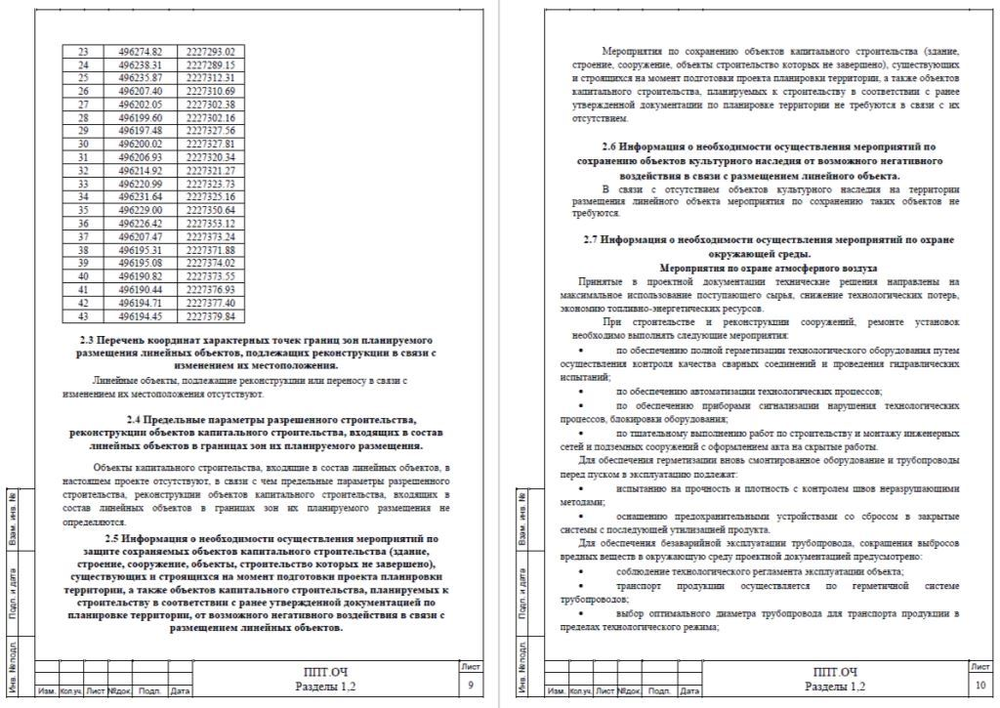 23 496274.82 2227293.02
24 496238.31 2227289.15
25 496235.87 2227312.31
26 496207.40 2227310.69
27 496202.05 2227302.38
28 496199.60 2227302.16
29 496197.48 2227327.56
30 496200.02 2227327.81
31 496206.93 2227320.34
32 496214.92 2227321.27
33 496220.99 2227323.73
34 496231.64 2227325.16
35 496229.00 2227350.64
36 496226.42 2227353.12
37 496207.47 2227373.24
38 496195.31 2227371.88
39 496195.08 2227374.02
40 496190.82 2227373.55
41 496190.44 2227376.93
42 496194.71 2227377.40
43 496194.45 2227379.84
2.3 Перечень координат характерных точек границ зон планируемого
размещения линейных объектов, подлежащих реконструкции в связи с
изменением их местоположения.
Линейные объекты, подлежащие реконструкции или переносу в связи с
изменением их местоположения отсутствуют.
2.4 Предельные параметры разрешенного строительства,
реконструкции объектов капитального строительства, входящих в состав
линейных объектов в границах зон их планируемого размещения.
Объекты капитального строительства, входящие в состав линейных объектов, в
настоящем проекте отсутствуют, в связи с чем предельные параметры разрешенного
строительства, реконструкции объектов капитального строительства, входящих в
состав линейных объектов в границах зон их планируемого размещения не
определяются.
2.5 Информация о необходимости осуществления мероприятий по
защите сохраняемых объектов капитального строительства (здание,
строение, сооружение, объекты, строительство которых не завершено),
существующих и строящихся на момент подготовки проекта планировки
территории, а также объектов капитального строительства, планируемых к
строительству в соответствии с ранее утвержденной документацией по
планировке территории, от возможного негативного воздействия в связи с
размещением линейных объектов.
Взам. инв. №
Подп. и дата
Инв. №подл.
Изм. Кол.уч. Лист №док. Подп. Дата
ППТ.ОЧ
Разделы 1,2
Лист
9
Мероприятия по сохранению объектов капитального строительства (здание,
строение, сооружение, объекты строительство которых не завершено), существующих
и строящихся на момент подготовки проекта планировки территории, а также объектов
капитального строительства, планируемых к строительству в соответствии с ранее
утвержденной документации по планировке территории не требуются в связи с их
отсутствием.
2.6 Информация о необходимости осуществления мероприятий по
сохранению объектов культурного наследия от возможного негативного
воздействия в связи с размещением линейного объекта.
В связи с отсутствием объектов культурного наследия на территории
размещения линейного объекта мероприятия по сохранению таких объектов не
требуются.
2.7 Информация о необходимости осуществления мероприятий по охране
окружающей среды.
Мероприятия по охране атмосферного воздуха
Принятые в проектной документации технические решения направлены на
максимальное использование поступающего сырья, снижение технологических потерь,
экономию топливно-энергетических ресурсов.
При строительстве и реконструкции сооружений, ремонте установок
необходимо выполнять следующие мероприятия:
• по обеспечению полной герметизации технологического оборудования путем
осуществления контроля качества сварных соединений и проведения гидравлических
испытаний;
• по обеспечению автоматизации технологических процессов;
• по обеспечению приборами сигнализации нарушения технологических
процессов, блокировки оборудования;
• по тщательному выполнению работ по строительству и монтажу инженерных
сетей и подземных сооружений с оформлением акта на скрытые работы.
Для обеспечения герметизации вновь смонтированное оборудование и трубопроводы
перед пуском в эксплуатацию подлежат:
• испытанию на прочность и плотность с контролем швов неразрушающими
методами;
• оснащению предохранительными устройствами со сбросом в закрытые
системы с последующей утилизацией продукта.
Для обеспечения безаварийной эксплуатации трубопровода, сокращения выбросов
вредных веществ в окружающую среду проектной документацией предусмотрено:
• соблюдение технологического регламента эксплуатации объекта;
• транспорт продукции осуществляется по герметичной системе
трубопроводов;
• выбор оптимального диаметра трубопровода для транспорта продукции в
пределах технологического режима;
Взам. инв. №
Подп. и дата
Инв. №подл.
Изм. Кол.уч. Лист №док. Подп. Дата
ППТ.ОЧ
Разделы 1,2
Лист
10